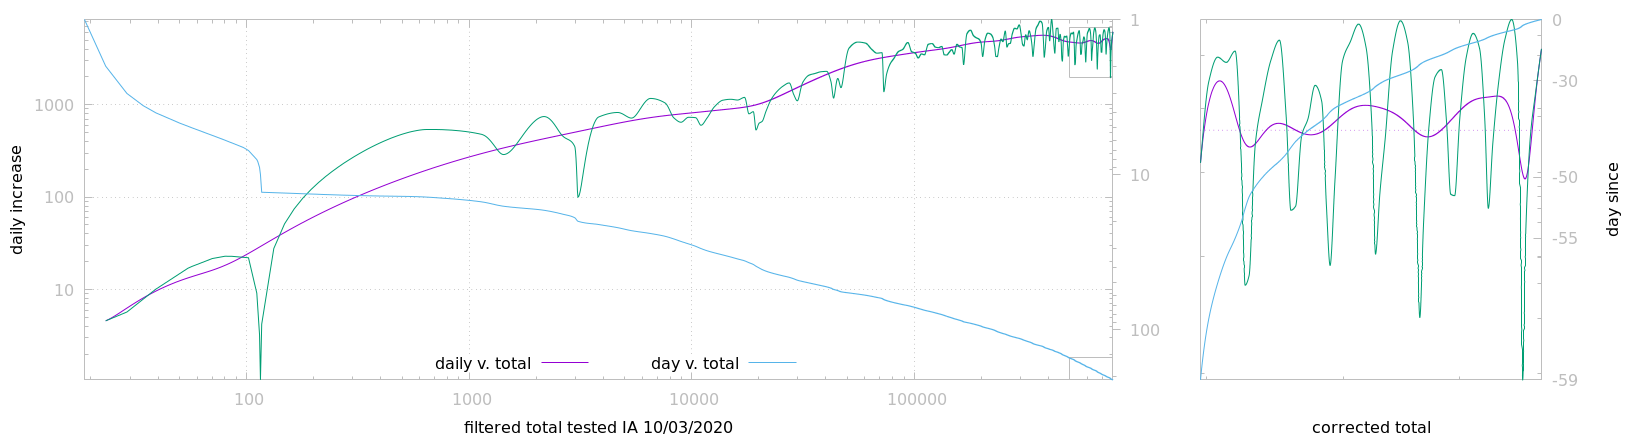 1
0
-30
1000
daily increase
10
-50
day since
100
-55
10
100
daily v. total
day v. total
-59
100
1000
10000
100000
filtered total tested IA 10/03/2020
corrected total